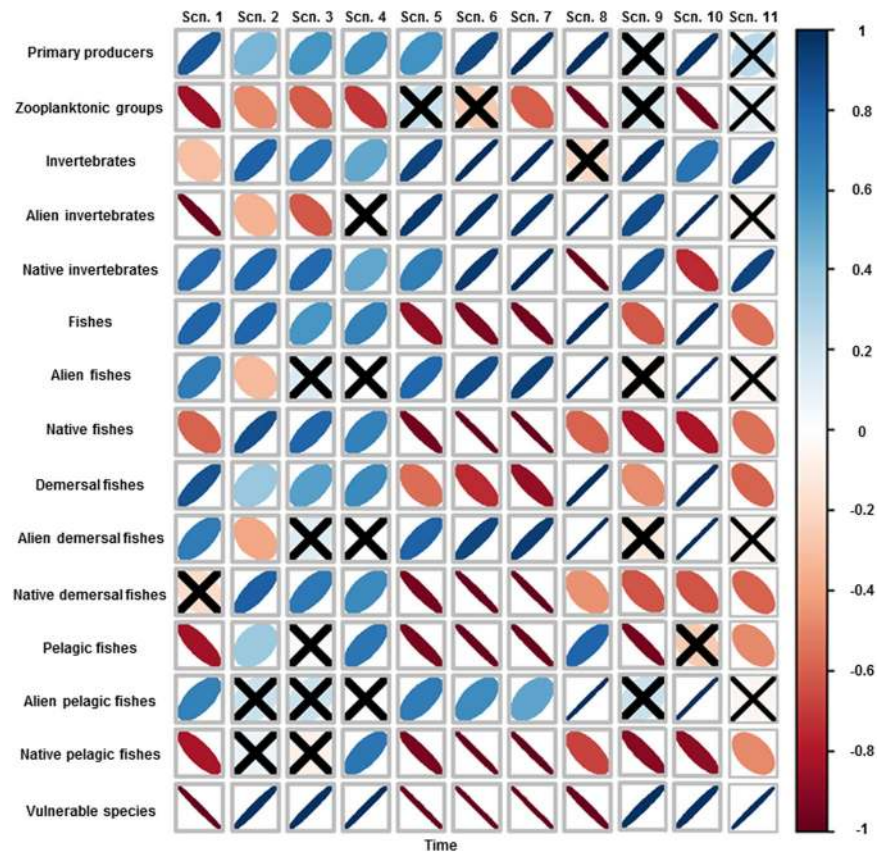 Scn. 1 Scn. 2 Scn. 3 Scn. 4 Scn. 5 Scn. 6 Scn. 7 Scn. 8 Scn. 9 Scn. 10 Scn. 11
Primary producers
Zooplanktonic groups
Invertebrates
Alien invertebrates
Native invertebrates
Fishes
Alien fishes
Native fishes
Demersal fishes
Alien demersal fishes
Native demersal fishes
Pelagic fishes
Alien pelagic fishes
Native pelagic fishes
Vulnerable species
Time
1
0.8
0.6
0.4
0.2
0
-0.2
-0.4
-0.6
-0.8
-1